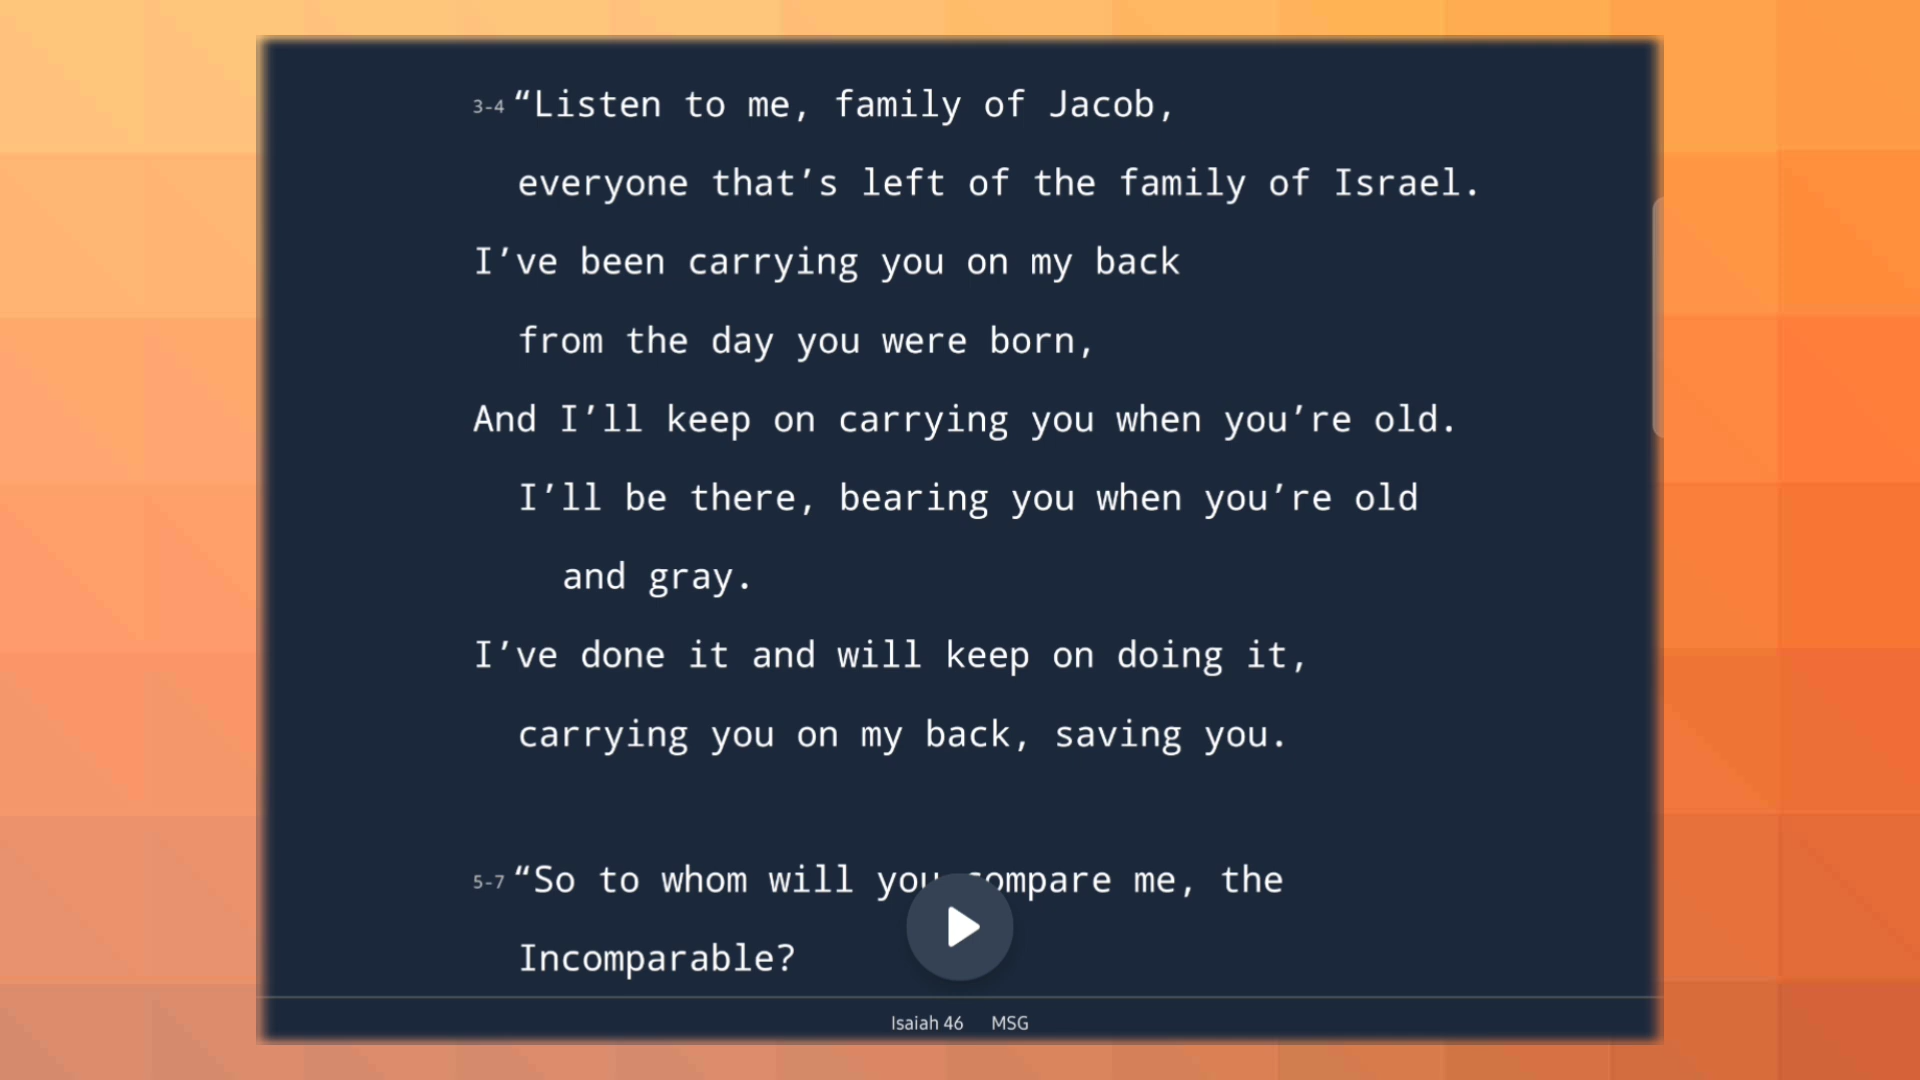 3-4 “Listen to me, family of Jacob,
everyone that’s left of the family of Israel.
I’ve been carrying you on my back
from the day you were born,
And I’ll keep on carrying you when you’re old.
I’ll be there, bearing you when you’re old
and gray.
I’ve done it and will keep on doing it,
carrying you on my back, saving you.
5-7 “So to whom will you compare me, the
Incomparable?
Isaiah 46 MSG